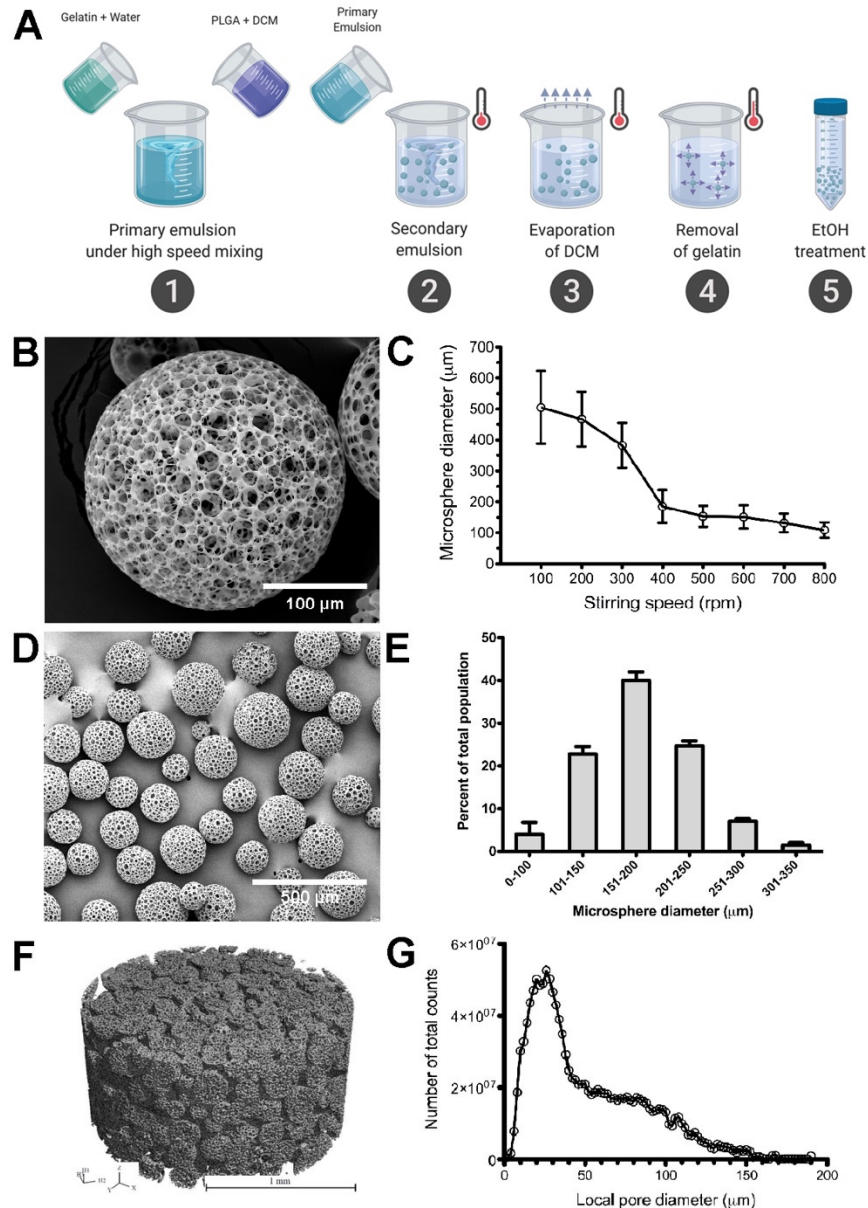 A
Gelatin + Water
PLGA + DCM
Primary
Emulsion
Primary emulsion
under high speed mixing
Secondary
emulsion
Evaporation
of DCM
Removal
of gelatin
EtOH
treatment
1
2
3
4
5
B
100 µm
C
Microsphere diameter (µm)
700
600
500
400
300
200
100
0
100 200 300 400 500 600 700 800
Stirring speed (rpm)
D
500 µm
E
Percent of total population
50
40
30
20
10
0
0-100
101-150
151-200
201-250
251-300
301-350
Microsphere diameter (µm)
F
Z
Y X
H2
1 mm
G
Number of total counts
6×10⁰⁷
4×10⁰⁷
2×10⁰⁷
0
0 50 100 150 200
Local pore diameter (µm)